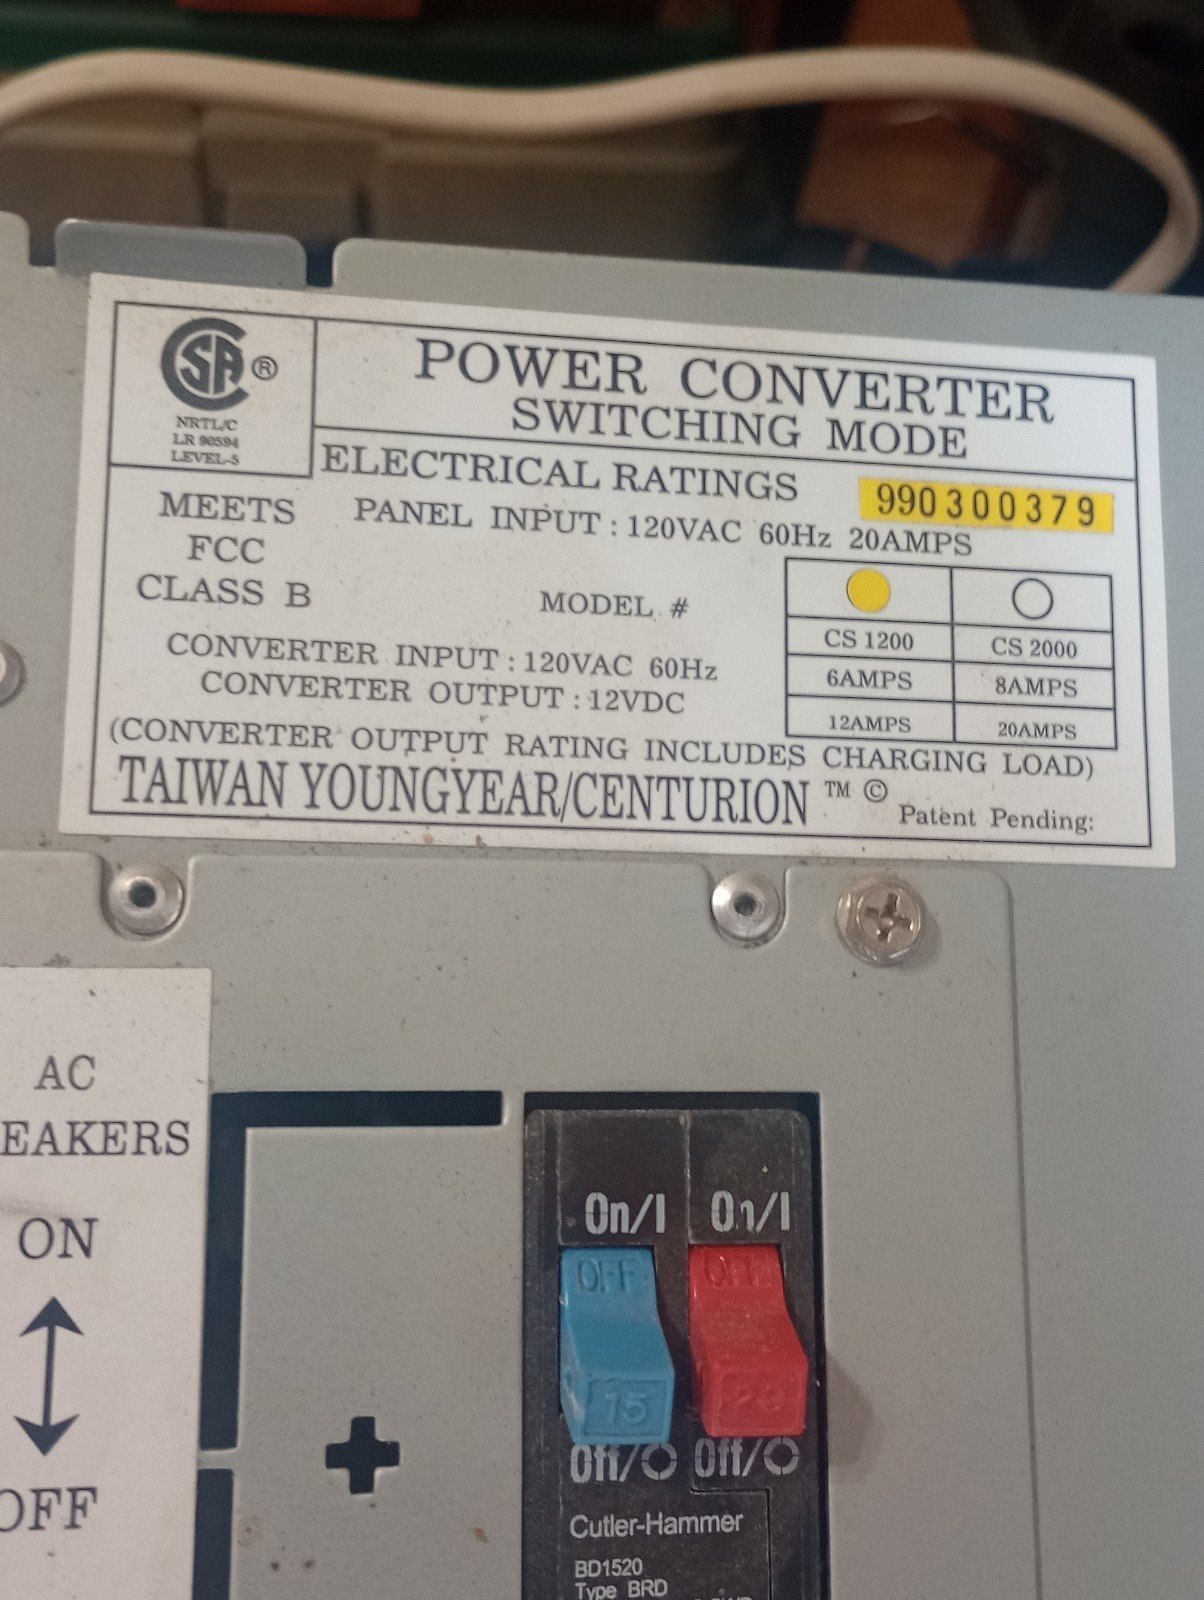 CSA ®
NRTL/C
LR 90594
LEVEL-5
POWER CONVERTER
SWITCHING MODE
ELECTRICAL RATINGS
990300379
MEETS
FCC
CLASS B
PANEL INPUT : 120VAC 60Hz 20AMPS
MODEL #
CS 1200 CS 2000
CONVERTER INPUT : 120VAC 60Hz
6AMPS 8AMPS
CONVERTER OUTPUT : 12VDC
12AMPS 20AMPS
(CONVERTER OUTPUT RATING INCLUDES CHARGING LOAD)
TAIWAN YOUNGYEAR/CENTURION ™ ©
Patent Pending:
AC
EAKERS
ON
OFF
On/I On/I
OFF OFF
15 20
Off/O Off/O
Cutler-Hammer
BD1520
Type BRD